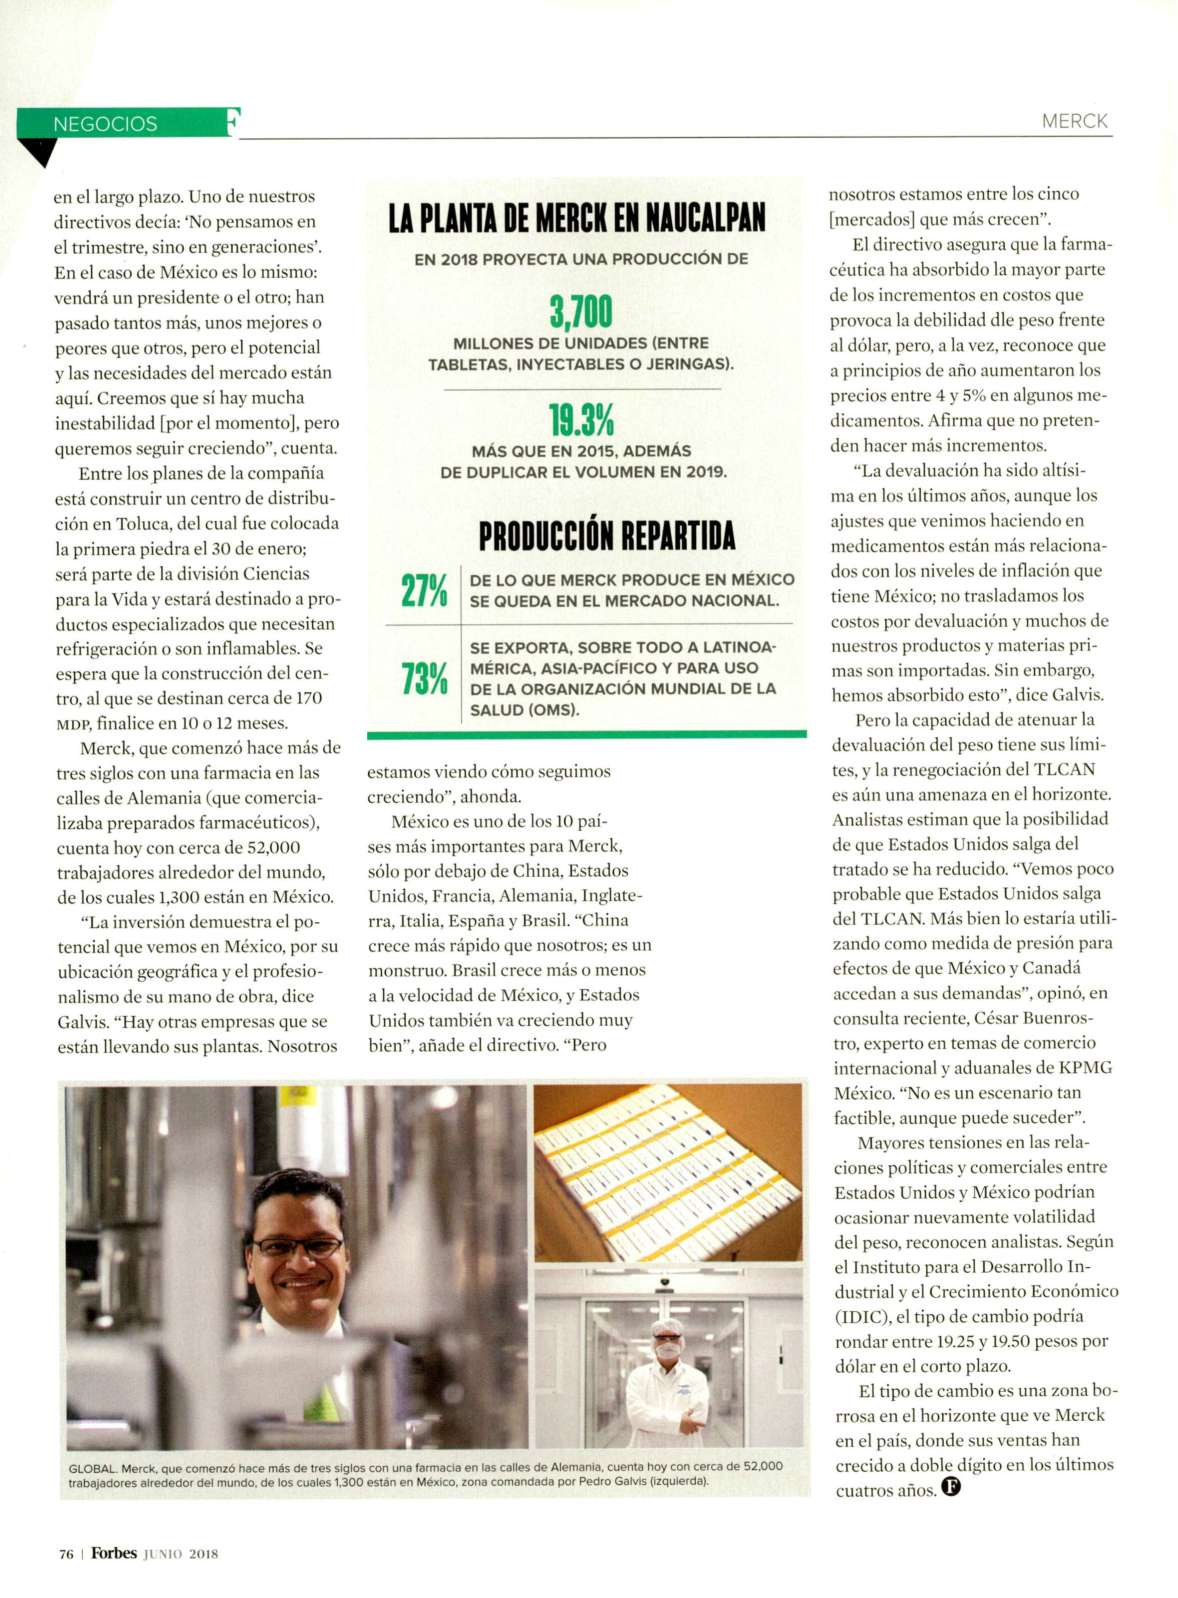 NEGOCIOS
MERCK
en el largo plazo. Uno de nuestros
directivos decía: ‘No pensamos en
el trimestre, sino en generaciones’.
En el caso de México es lo mismo:
vendrá un presidente o el otro; han
pasado tantos más, unos mejores o
peores que otros, pero el potencial
y las necesidades del mercado están
aquí. Creemos que sí hay mucha
inestabilidad [por el momento], pero
queremos seguir creciendo”, cuenta.
Entre los planes de la compañía
está construir un centro de distribu-
ción en Toluca, del cual fue colocada
la primera piedra el 30 de enero;
será parte de la división Ciencias
para la Vida y estará destinado a pro-
ductos especializados que necesitan
refrigeración o son inflamables. Se
espera que la construcción del cen-
tro, al que se destinan cerca de 170
MDP, finalice en 10 o 12 meses.
Merck, que comenzó hace más de
tres siglos con una farmacia en las
calles de Alemania (que comercia-
lizaba preparados farmacéuticos),
cuenta hoy con cerca de 52,000
trabajadores alrededor del mundo,
de los cuales 1,300 están en México.
“La inversión demuestra el po-
tencial que vemos en México, por su
ubicación geográfica y el profesio-
nalismo de su mano de obra, dice
Galvis. “Hay otras empresas que se
están llevando sus plantas. Nosotros
LA PLANTA DE MERCK EN NAUCALPAN
EN 2018 PROYECTA UNA PRODUCCIÓN DE
3,700
MILLONES DE UNIDADES (ENTRE
TABLETAS, INYECTABLES O JERINGAS).
19.3%
MÁS QUE EN 2015, ADEMÁS
DE DUPLICAR EL VOLUMEN EN 2019.
PRODUCCIÓN REPARTIDA
27%
DE LO QUE MERCK PRODUCE EN MÉXICO
SE QUEDA EN EL MERCADO NACIONAL.
73%
SE EXPORTA, SOBRE TODO A LATINOA-
MÉRICA, ASIA-PACÍFICO Y PARA USO
DE LA ORGANIZACIÓN MUNDIAL DE LA
SALUD (OMS).
estamos viendo cómo seguimos
creciendo”, ahonda.
México es uno de los 10 paí-
ses más importantes para Merck,
sólo por debajo de China, Estados
Unidos, Francia, Alemania, Inglate-
rra, Italia, España y Brasil. “China
crece más rápido que nosotros; es un
monstruo. Brasil crece más o menos
a la velocidad de México, y Estados
Unidos también va creciendo muy
bien”, añade el directivo. “Pero
nosotros estamos entre los cinco
[mercados] que más crecen”.
El directivo asegura que la farma-
céutica ha absorbido la mayor parte
de los incrementos en costos que
provoca la debilidad dle peso frente
al dólar, pero, a la vez, reconoce que
a principios de año aumentaron los
precios entre 4 y 5% en algunos me-
dicamentos. Afirma que no preten-
den hacer más incrementos.
“La devaluación ha sido altísi-
ma en los últimos años, aunque los
ajustes que venimos haciendo en
medicamentos están más relaciona-
dos con los niveles de inflación que
tiene México; no trasladamos los
costos por devaluación y muchos de
nuestros productos y materias pri-
mas son importadas. Sin embargo,
hemos absorbido esto”, dice Galvis.
Pero la capacidad de atenuar la
devaluación del peso tiene sus lími-
tes, y la renegociación del TLCAN
es aún una amenaza en el horizonte.
Analistas estiman que la posibilidad
de que Estados Unidos salga del
tratado se ha reducido. “Vemos poco
probable que Estados Unidos salga
del TLCAN. Más bien lo estaría utili-
zando como medida de presión para
efectos de que México y Canadá
accedan a sus demandas”, opinó, en
consulta reciente, César Buenros-
tro, experto en temas de comercio
internacional y aduanales de KPMG
México. “No es un escenario tan
factible, aunque puede suceder”.
Mayores tensiones en las rela-
ciones políticas y comerciales entre
Estados Unidos y México podrían
ocasionar nuevamente volatilidad
del peso, reconocen analistas. Según
el Instituto para el Desarrollo In-
dustrial y el Crecimiento Económico
(IDIC), el tipo de cambio podría
rondar entre 19.25 y 19.50 pesos por
dólar en el corto plazo.
El tipo de cambio es una zona bo-
rrosa en el horizonte que ve Merck
en el país, donde sus ventas han
crecido a doble dígito en los últimos
cuatros años. F
GLOBAL. Merck, que comenzó hace más de tres siglos con una farmacia en las calles de Alemania, cuenta hoy con cerca de 52,000
trabajadores alrededor del mundo, de los cuales 1,300 están en México, zona comandada por Pedro Galvis (izquierda).
76 | Forbes JUNIO 2018